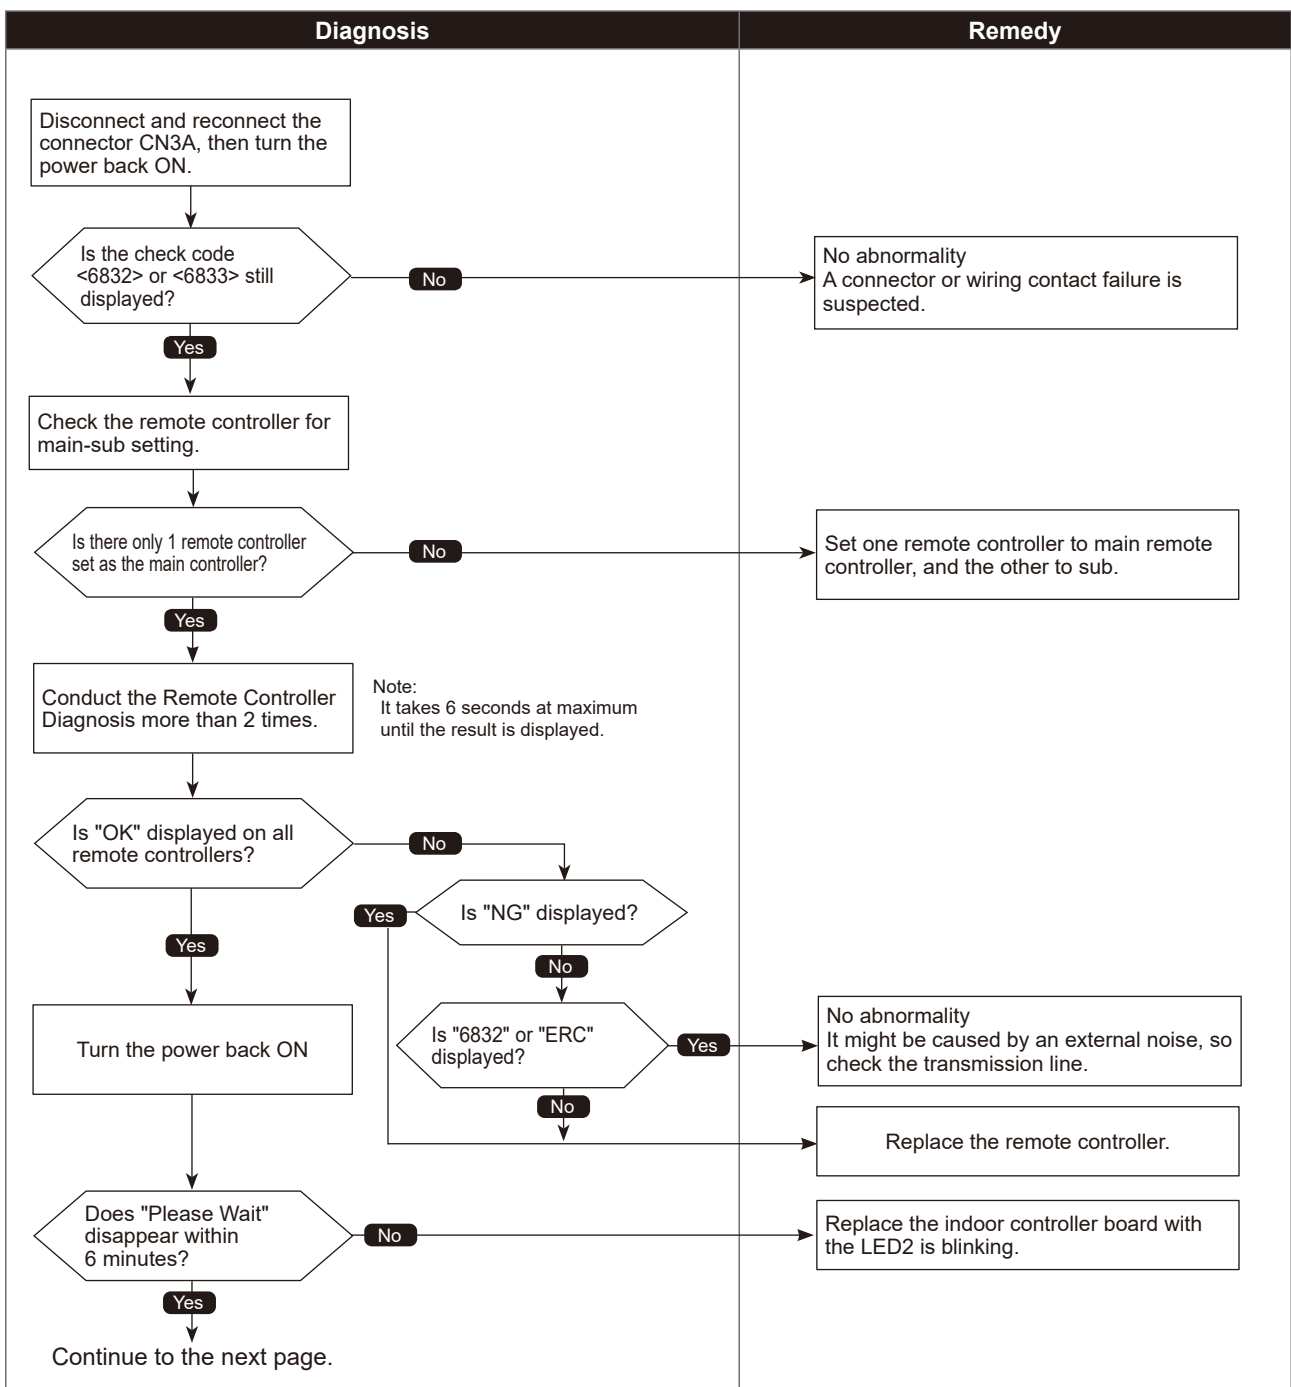 Diagnosis
Remedy
Disconnect and reconnect the
connector CN3A, then turn the
power back ON.
Is the check code
<6832> or <6833> still
displayed?
No
No abnormality
A connector or wiring contact failure is
suspected.
Yes
Check the remote controller for
main-sub setting.
Is there only 1 remote controller
set as the main controller?
No
Set one remote controller to main remote
controller, and the other to sub.
Yes
Conduct the Remote Controller
Diagnosis more than 2 times.
Note:
It takes 6 seconds at maximum
until the result is displayed.
Is "OK" displayed on all
remote controllers?
No
Is "NG" displayed?
Yes
Yes
No
Is "6832" or "ERC"
displayed?
Yes
No abnormality
It might be caused by an external noise, so
check the transmission line.
Turn the power back ON
No
Replace the remote controller.
Does "Please Wait"
disappear within
6 minutes?
No
Replace the indoor controller board with
the LED2 is blinking.
Yes
Continue to the next page.